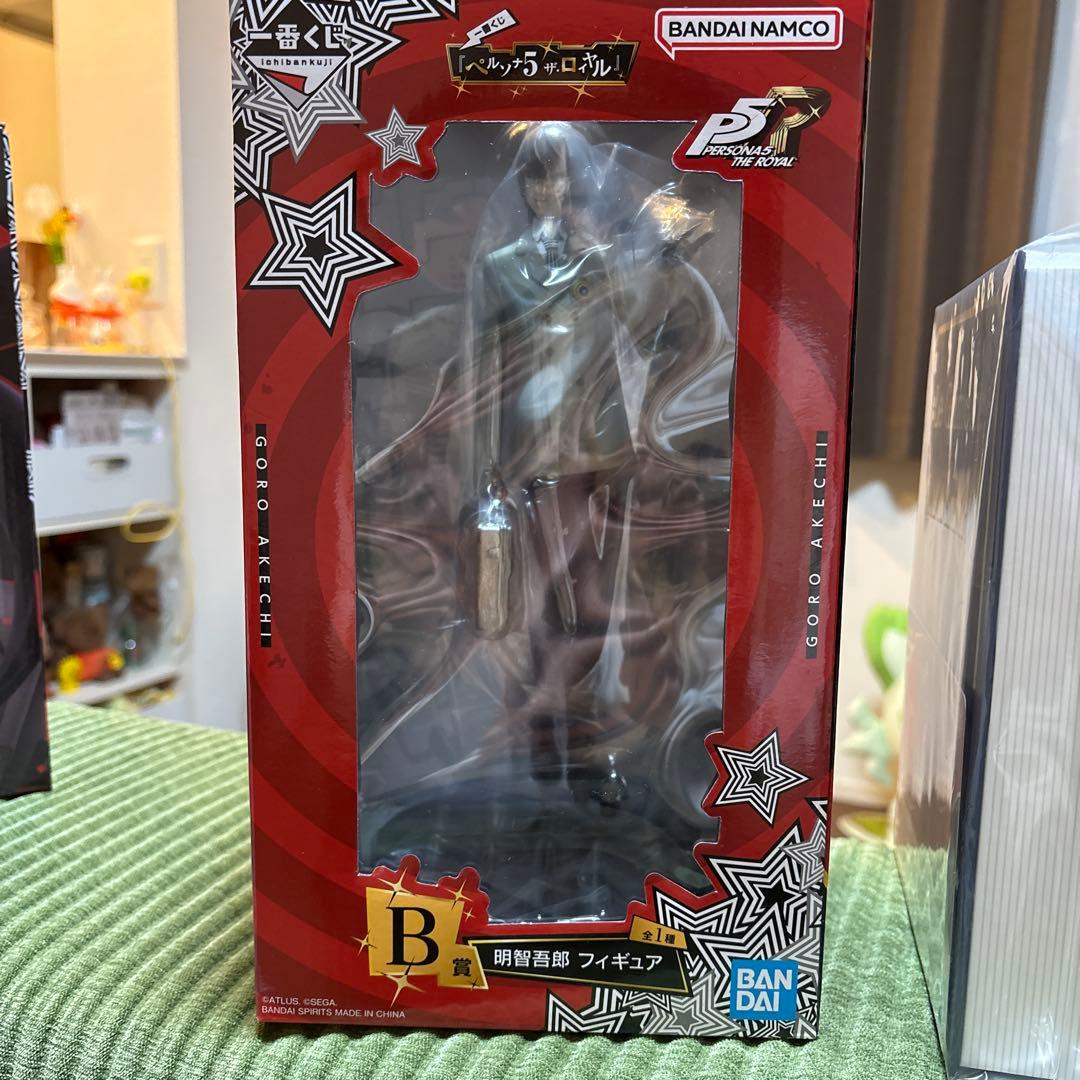 一番くじ
ichibankuji
一番くじ
『ペルソナ5 ザ・ロイヤル』
BANDAI NAMCO
P5R
PERSONA5
THE ROYAL
GORO AKECHI
GORO AKECHI
B賞
全1種
明智吾郎 フィギュア
©ATLUS. ©SEGA.
BANDAI SPIRITS MADE IN CHINA
BAN
DAI